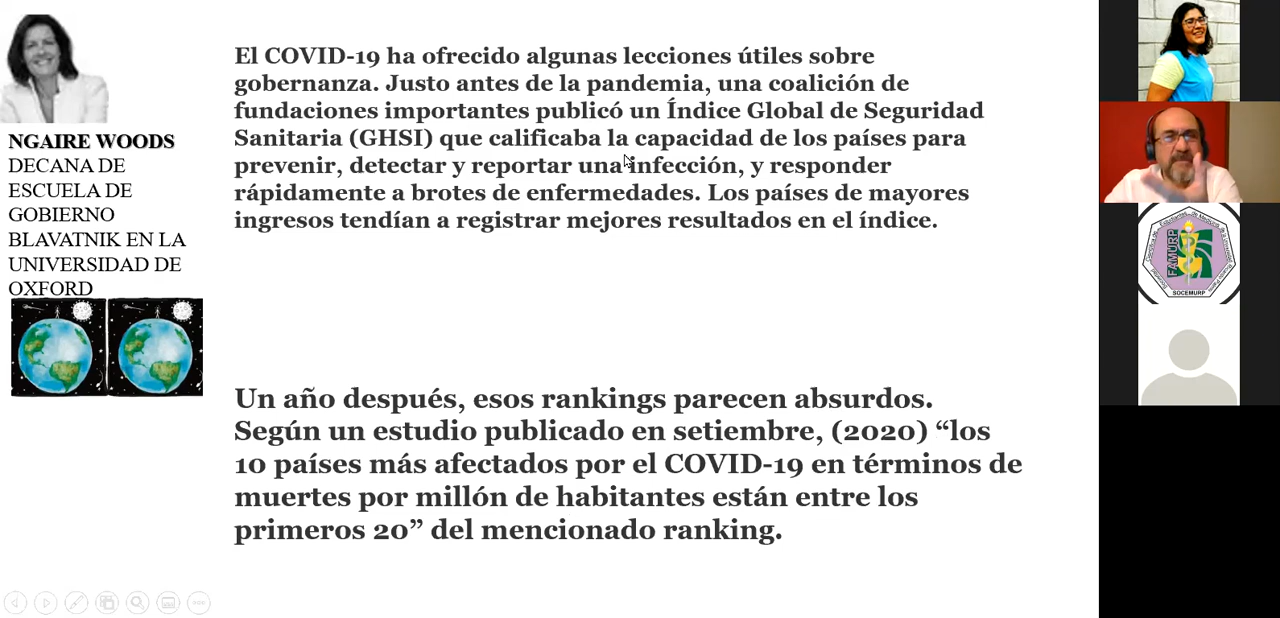 NGAIRE WOODS
DECANA DE
ESCUELA DE
GOBIERNO
BLAVATNIK EN LA
UNIVERSIDAD DE
OXFORD
El COVID-19 ha ofrecido algunas lecciones útiles sobre
gobernanza. Justo antes de la pandemia, una coalición de
fundaciones importantes publicó un Índice Global de Seguridad
Sanitaria (GHSI) que calificaba la capacidad de los países para
prevenir, detectar y reportar una infección, y responder
rápidamente a brotes de enfermedades. Los países de mayores
ingresos tendían a registrar mejores resultados en el índice.
Un año después, esos rankings parecen absurdos.
Según un estudio publicado en setiembre, (2020) “los
10 países más afectados por el COVID-19 en términos de
muertes por millón de habitantes están entre los
primeros 20” del mencionado ranking.
FAMURP
SOCEMURP